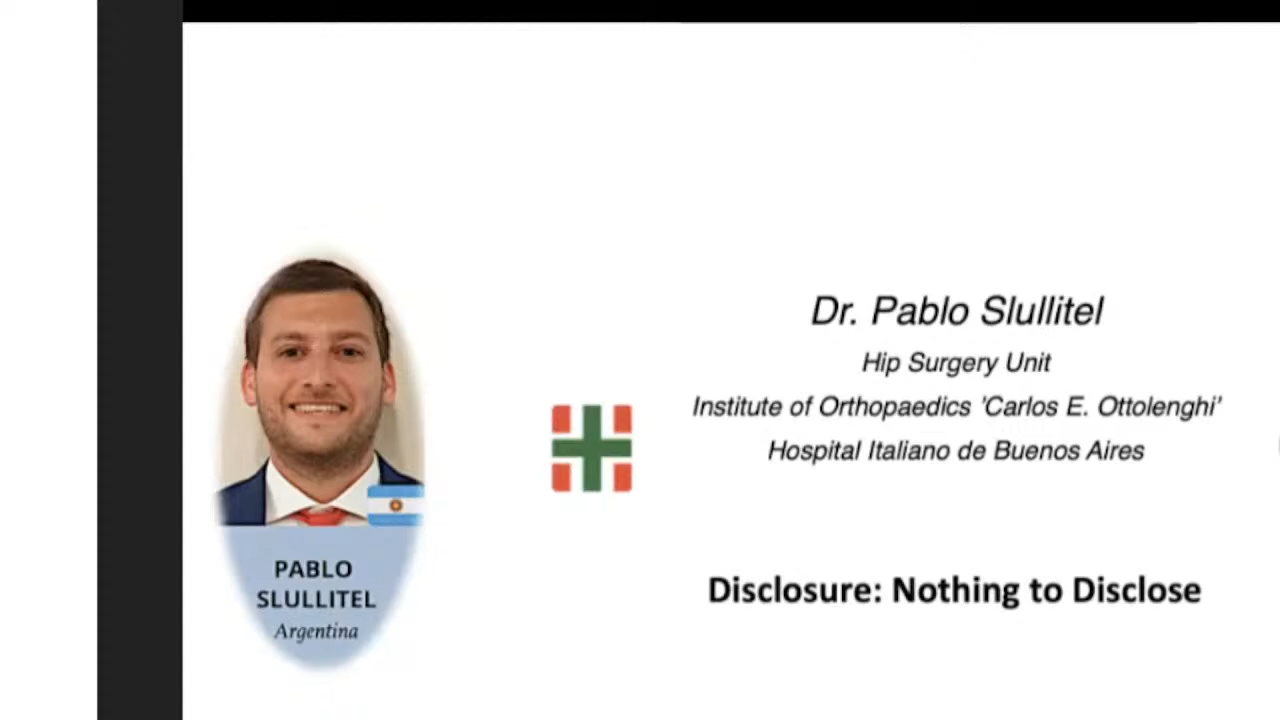 PABLO
SLULLITEL
Argentina
Dr. Pablo Slullitel
Hip Surgery Unit
Institute of Orthopaedics 'Carlos E. Ottolenghi'
Hospital Italiano de Buenos Aires
Disclosure: Nothing to Disclose